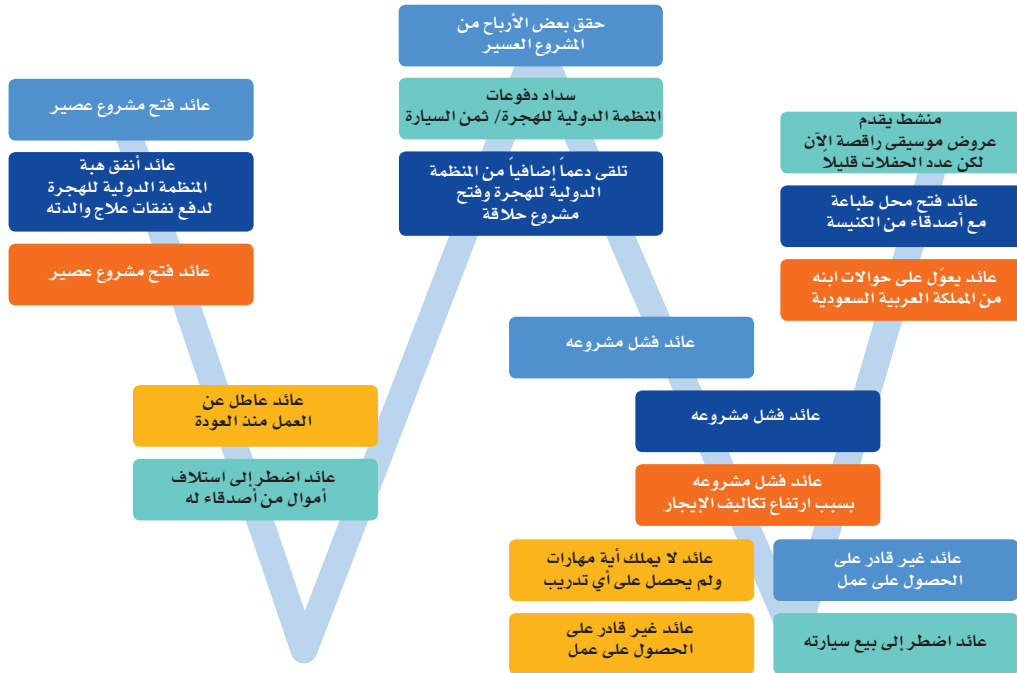 حقق بعض الأرباح من
المشروع العسير
سداد دفوعات
المنظمة الدولية للهجرة/ ثمن السيارة
تلقى دعماً إضافياً من المنظمة
الدولية للهجرة وفتح
مشروع حلاقة
عائد فتح مشروع عصير
عائد أنفق هبة
المنظمة الدولية للهجرة
لدفع نفقات علاج والدته
عائد فتح مشروع عصير
منشط يقدم
عروض موسيقى راقصة الآن
لكن عدد الحفلات قليلاً
عائد فتح محل طباعة
مع أصدقاء من الكنيسة
عائد يعوّل على حوالات ابنه
من المملكة العربية السعودية
عائد فشل مشروعه
عائد عاطل عن
العمل منذ العودة
عائد اضطر إلى استلاف
أموال من أصدقاء له
عائد فشل مشروعه
عائد فشل مشروعه
بسبب ارتفاع تكاليف الإيجار
عائد غير قادر على
الحصول على عمل
عائد لا يملك أية مهارات
ولم يحصل على أي تدريب
عائد اضطر إلى بيع سيارته
عائد غير قادر على
الحصول على عمل